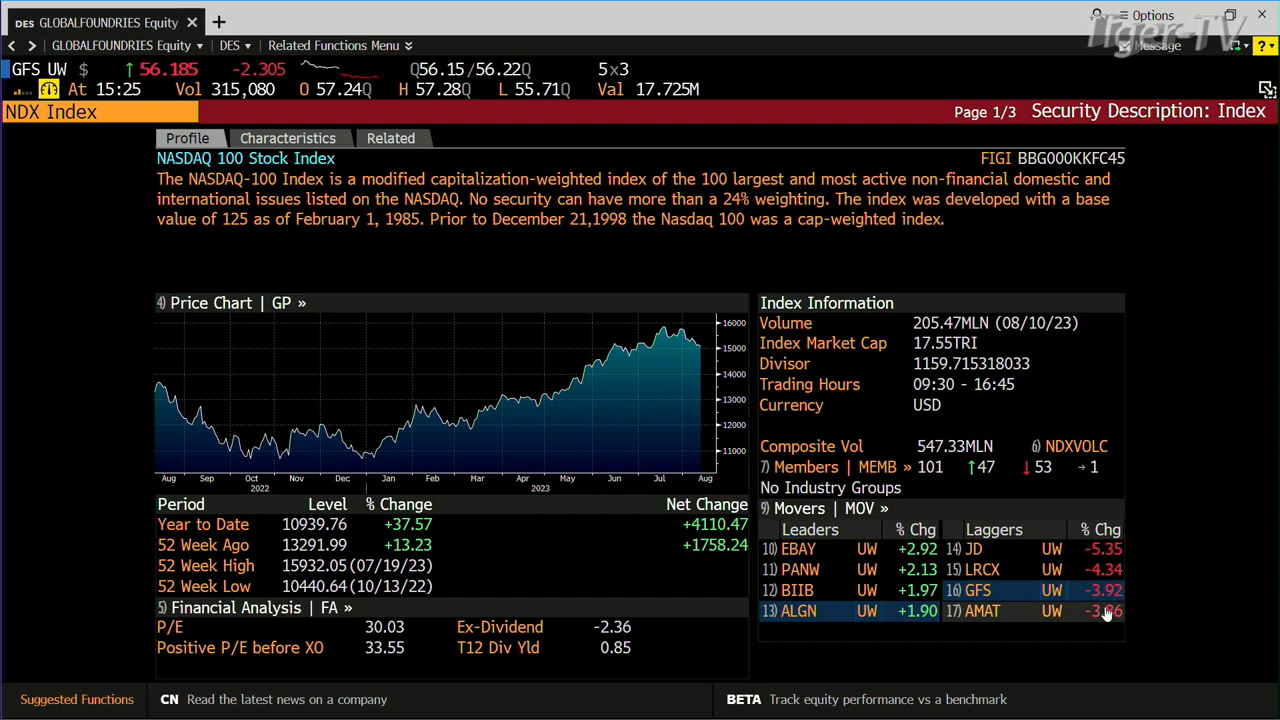 DES GLOBALFOUNDRIES Equity × +
Options
Tiger-TV
< > GLOBALFOUNDRIES Equity DES Related Functions Menu
Message
?
GFS UW $ ↑ 56.185 -2.305 Q56.15/56.22Q 5x3
At 15:25 Vol 315,080 O 57.24Q H 57.28Q L 55.71Q Val 17.725M
NDX Index Page 1/3 Security Description: Index
Profile Characteristics Related
NASDAQ 100 Stock Index FIGI BBG000KKFC45
The NASDAQ-100 Index is a modified capitalization-weighted index of the 100 largest and most active non-financial domestic and
international issues listed on the NASDAQ. No security can have more than a 24% weighting. The index was developed with a base
value of 125 as of February 1, 1985. Prior to December 21,1998 the Nasdaq 100 was a cap-weighted index.
4) Price Chart | GP »
16000
15000
14000
13000
12000
11000
Aug Sep Oct Nov Dec Jan Feb Mar Apr May Jun Jul Aug
2022 2023
Period Level % Change Net Change
Year to Date 10939.76 +37.57 +4110.47
52 Week Ago 13291.99 +13.23 +1758.24
52 Week High 15932.05 (07/19/23)
52 Week Low 10440.64 (10/13/22)
5) Financial Analysis | FA »
P/E 30.03 Ex-Dividend -2.36
Positive P/E before XO 33.55 T12 Div Yld 0.85
Index Information
Volume 205.47MLN (08/10/23)
Index Market Cap 17.55TRI
Divisor 1159.715318033
Trading Hours 09:30 - 16:45
Currency USD
Composite Vol 547.33MLN 6) NDXVOLC
7) Members | MEMB » 101 ↑47 ↓53 → 1
No Industry Groups
9) Movers | MOV »
Leaders % Chg Laggers % Chg
10) EBAY UW +2.92 14) JD UW -5.35
11) PANW UW +2.13 15) LRCX UW -4.34
12) BIIB UW +1.97 16) GFS UW -3.92
13) ALGN UW +1.90 17) AMAT UW
Suggested Functions CN Read the latest news on a company BETA Track equity performance vs a benchmark